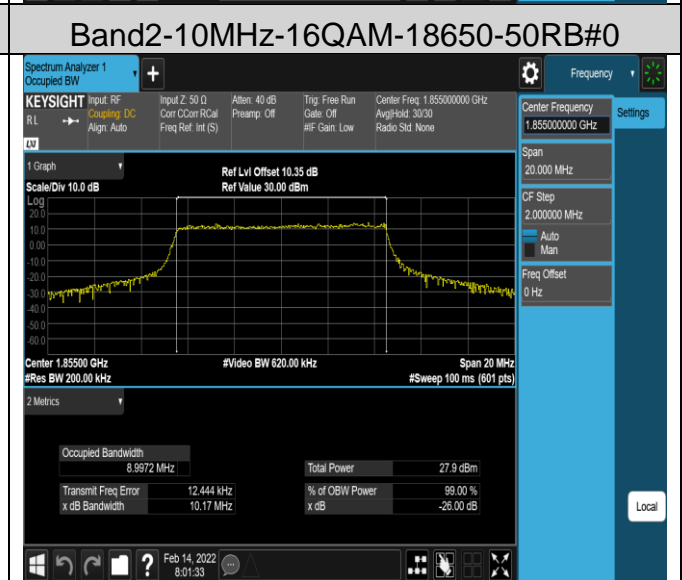 Band2-10MHz-16QAM-18650-50RB#0
Spectrum Analyzer 1
Occupied BW
+
Frequency
KEYSIGHT
RL
LXI
Input: RF
Coupling: DC
Align: Auto
Input Z: 50 Ω
Corr CCorr RCal
Freq Ref: Int (S)
Atten: 40 dB
Preamp: Off
Trig: Free Run
Gate: Off
#IF Gain: Low
Center Freq: 1.855000000 GHz
Avg|Hold: 30/30
Radio Std: None
Center Frequency
1.855000000 GHz
Settings
Span
20.000 MHz
CF Step
2.000000 MHz
Auto
Man
Freq Offset
0 Hz
1 Graph
Scale/Div 10.0 dB
Ref Lvl Offset 10.35 dB
Ref Value 30.00 dBm
Log
20.0
10.0
0.00
-10.0
-20.0
-30.0
-40.0
-50.0
-60.0
Center 1.85500 GHz
#Res BW 200.00 kHz
#Video BW 620.00 kHz
Span 20 MHz
#Sweep 100 ms (601 pts)
2 Metrics
Occupied Bandwidth
8.9972 MHz
Total Power 27.9 dBm
Transmit Freq Error 12.444 kHz
% of OBW Power 99.00 %
x dB Bandwidth 10.17 MHz
x dB -26.00 dB
Local
?
Feb 14, 2022
8:01:33